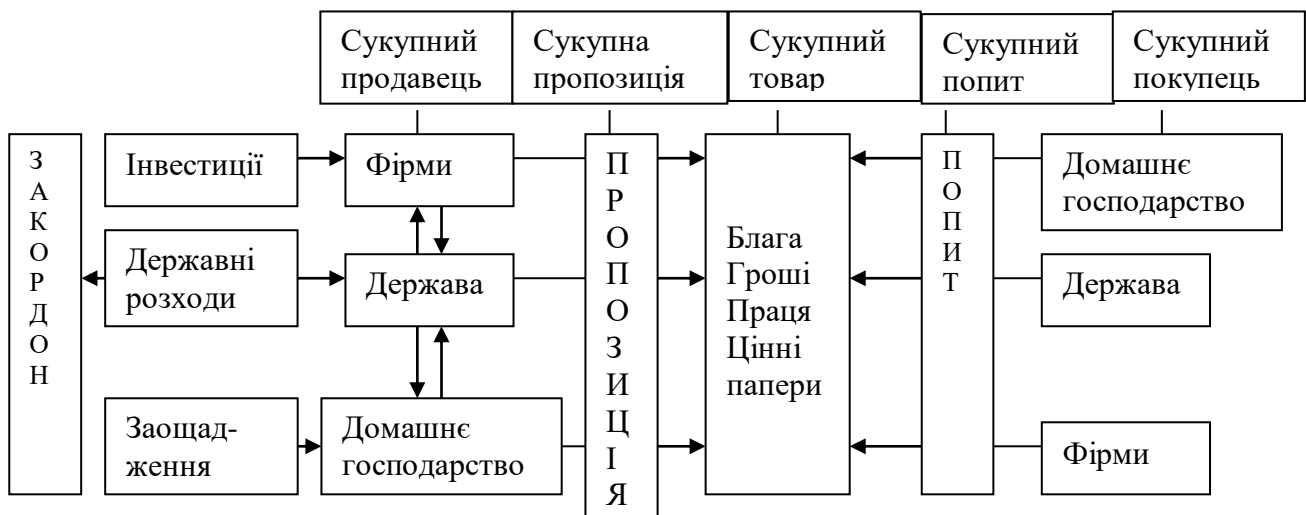 Сукупний
продавець
Сукупна
пропозиція
Сукупний
товар
Сукупний
попит
Сукупний
покупець
З
А
К
О
Р
Д
О
Н
Інвестиції
Державні
розходи
Заощад-
ження
Фірми
Держава
Домашнє
господарство
П
Р
О
П
О
З
И
Ц
І
Я
Блага
Гроші
Праця
Цінні
папери
П
О
П
И
Т
Домашнє
господарство
Держава
Фірми